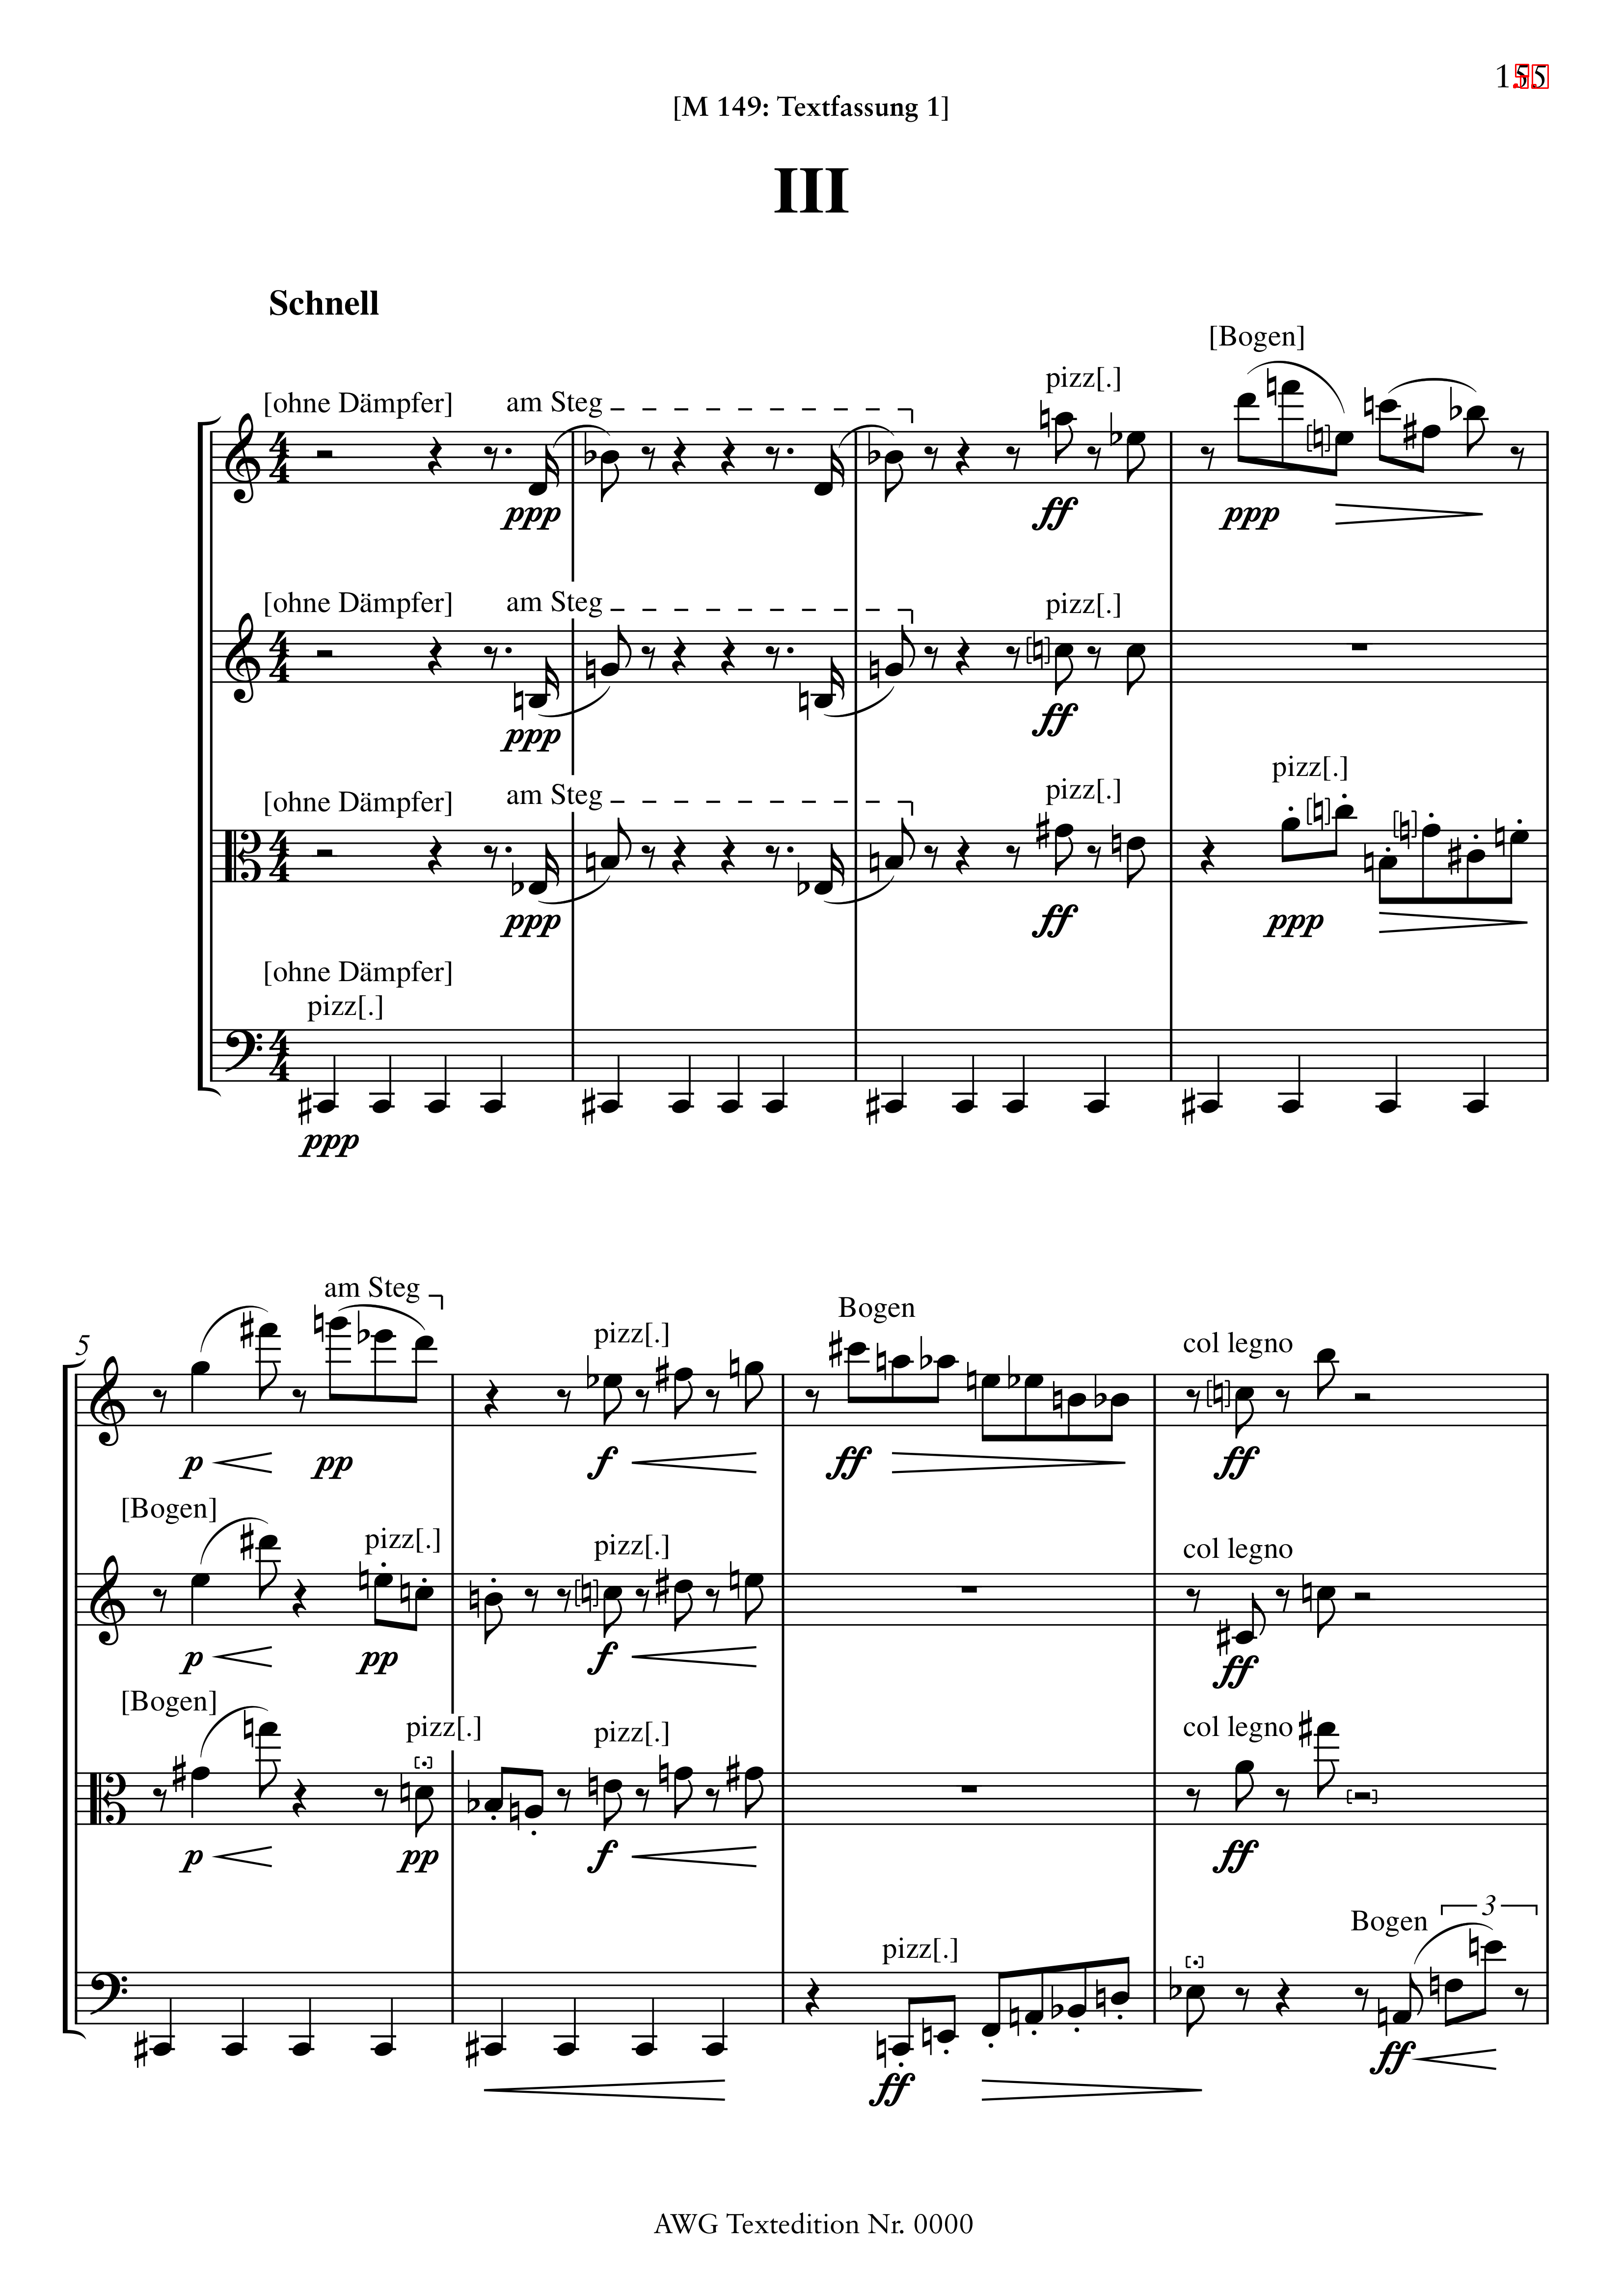 155
[M 149: Textfassung 1]
III
Schnell
[Bogen]
pizz[.]
[ohne Dämpfer] am Steg
ppp ff ppp
[ohne Dämpfer] am Steg pizz[.]
ppp ff
pizz[.]
[ohne Dämpfer] am Steg pizz[.]
ppp ff ppp
[ohne Dämpfer]
pizz[.]
ppp
am Steg
Bogen
pizz[.]
5 col legno
p pp f ff ff
[Bogen]
pizz[.] pizz[.] col legno
p pp f ff
[Bogen]
pizz[.] pizz[.] col legno
p pp f ff
3
Bogen
pizz[.]
ff ff
AWG Textedition Nr. 0000